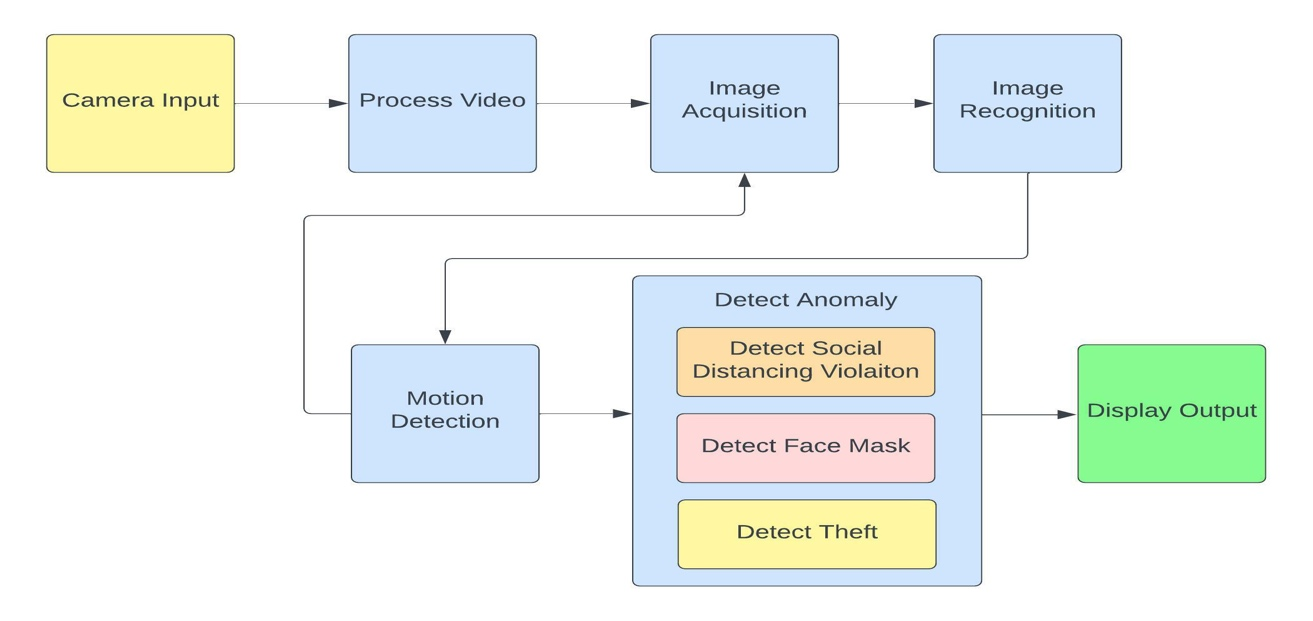 Camera Input
Process Video
Image
Acquisition
Image
Recognition
Motion
Detection
Detect Anomaly
Detect Social
Distancing Violaiton
Detect Face Mask
Detect Theft
Display Output